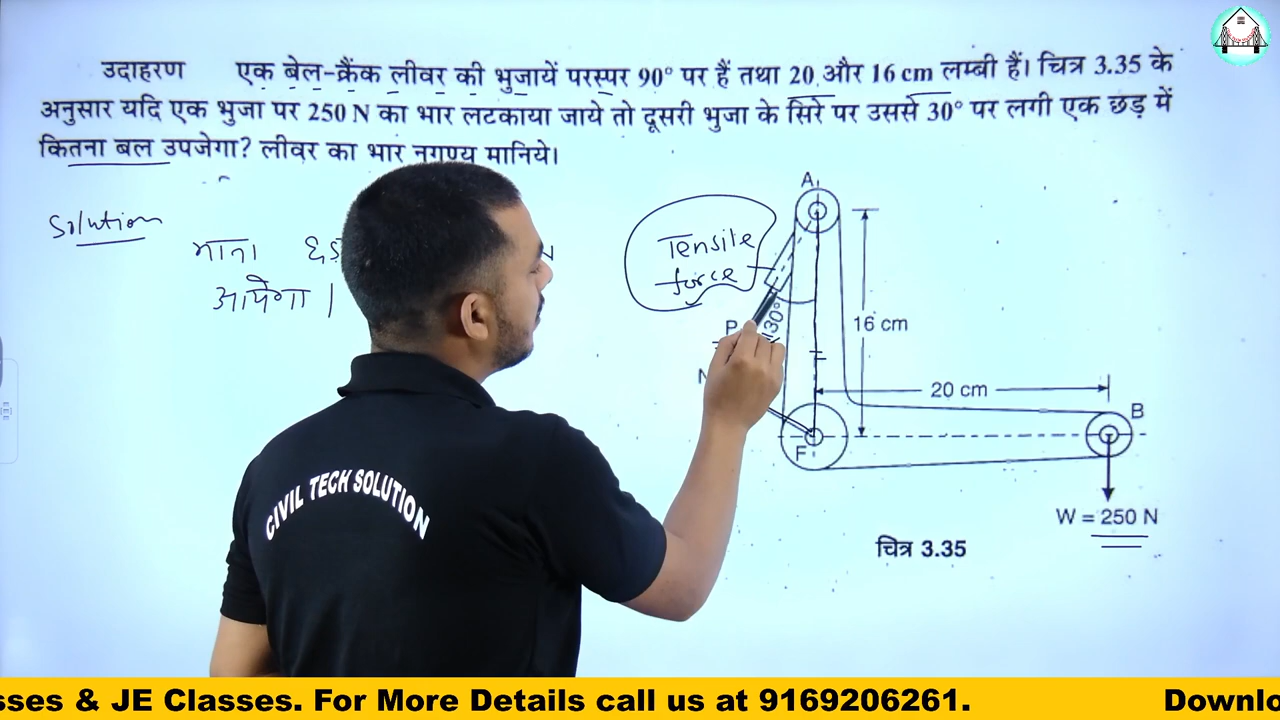 उदाहरण एक बेल-क्रैंक लीवर की भुजायें परस्पर 90° पर हैं तथा 20 और 16 cm लम्बी हैं। चित्र 3.35 के
अनुसार यदि एक भुजा पर 250 N का भार लटकाया जाये तो दूसरी भुजा के सिरे पर उससे 30° पर लगी एक छड़ में
कितना बल उपजेगा? लीवर का भार नगण्य मानिये।
Solution
माना छड़
आयेगा।
Tensile
force
A
30°
16 cm
P
N
20 cm
B
F
W = 250 N
चित्र 3.35
CIVIL TECH SOLUTION
sses & JE Classes. For More Details call us at 9169206261. Downlo